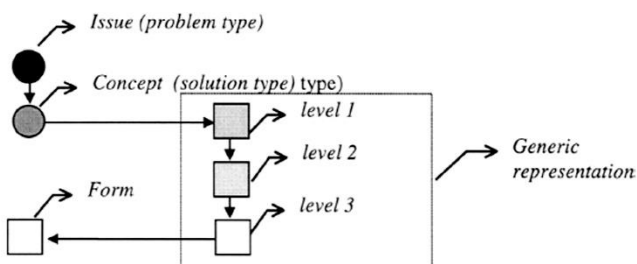 Issue (problem type)
Concept (solution type) type)
level 1
level 2
Generic
representation
Form
level 3